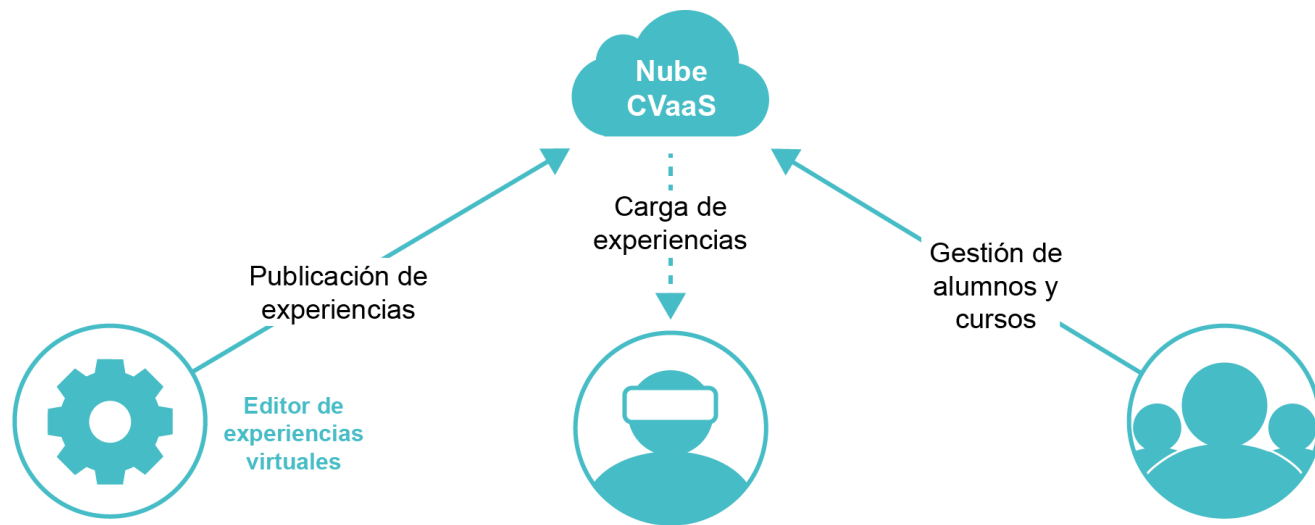 Nube
CVaaS
Carga de
experiencias
Publicación de
experiencias
Gestión de
alumnos y
cursos
Editor de
experiencias
virtuales